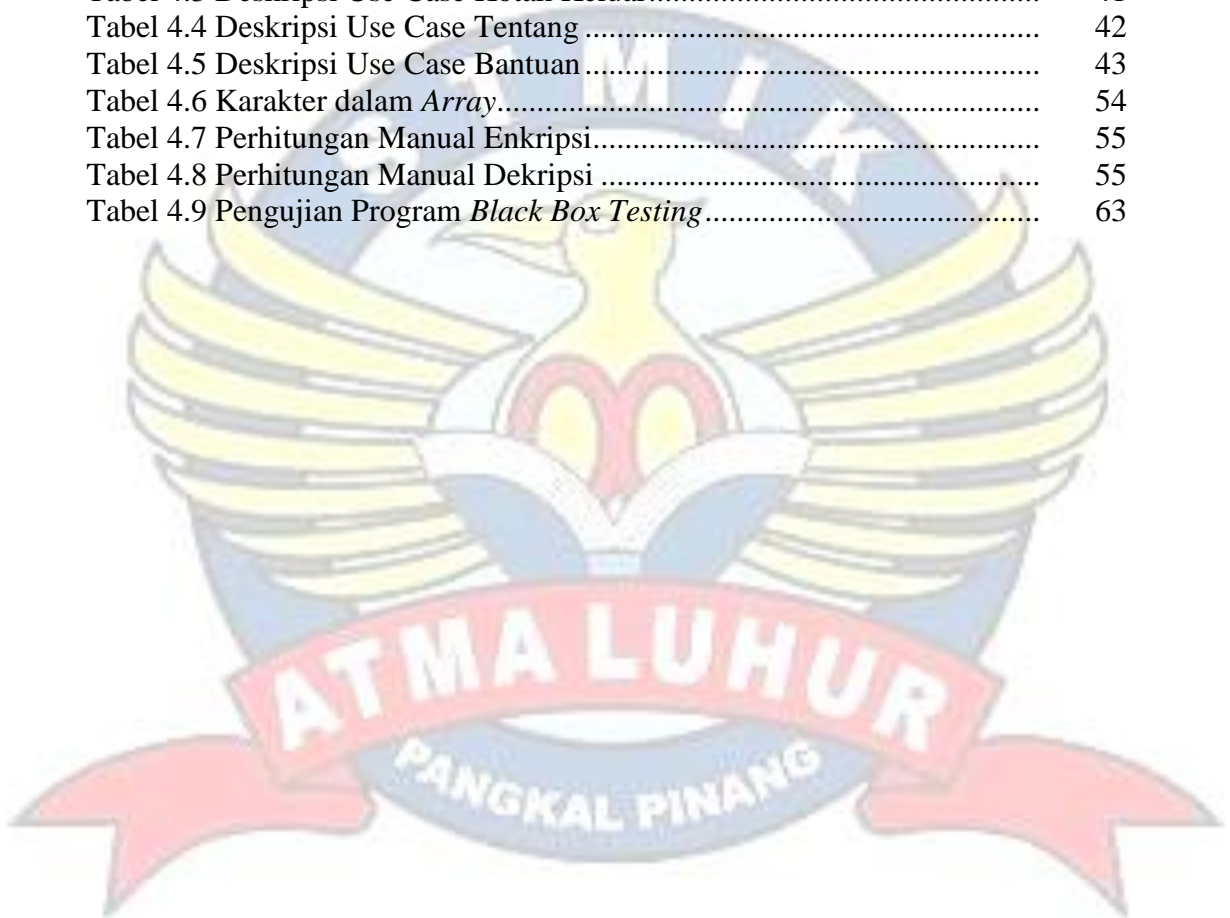 Tabel 4.4 Deskripsi Use Case Tentang ........................................................ 42
Tabel 4.5 Deskripsi Use Case Bantuan ........................................................ 43
Tabel 4.6 Karakter dalam Array................................................................... 54
Tabel 4.7 Perhitungan Manual Enkripsi....................................................... 55
Tabel 4.8 Perhitungan Manual Dekripsi ...................................................... 55
Tabel 4.9 Pengujian Program Black Box Testing......................................... 63
STMIK
ATMA LUHUR
PANGKAL PINANG